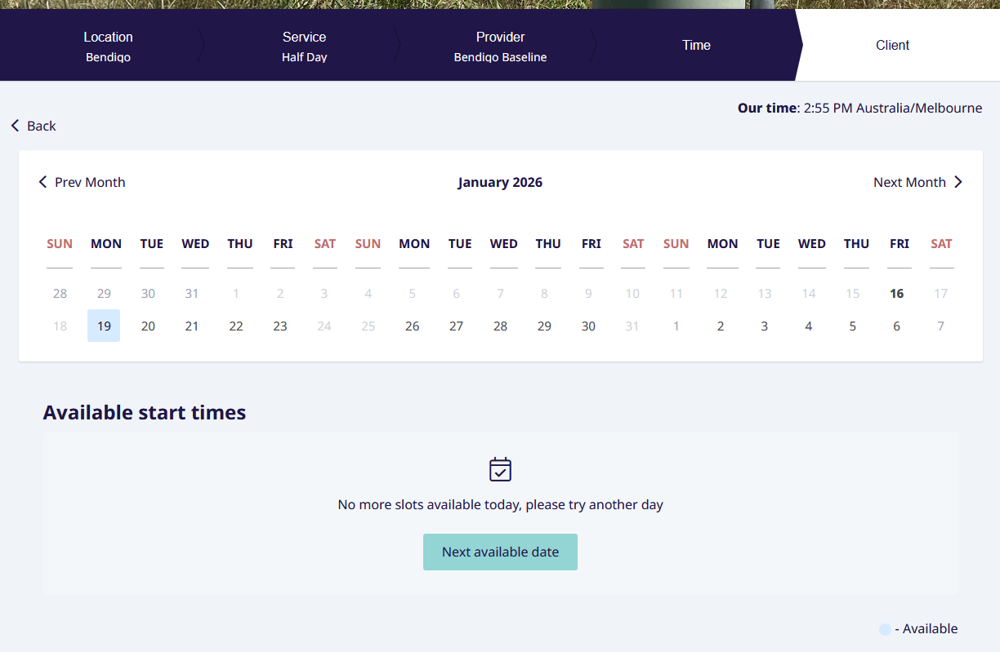 Location
Bendigo
Service
Half Day
Provider
Bendigo Baseline
Time
Client
Our time: 2:55 PM Australia/Melbourne
Back
Prev Month
January 2026
Next Month
SUN MON TUE WED THU FRI SAT SUN MON TUE WED THU FRI SAT SUN MON TUE WED THU FRI SAT
28 29 30 31 1 2 3 4 5 6 7 8 9 10 11 12 13 14 15 16 17
18 19 20 21 22 23 24 25 26 27 28 29 30 31 1 2 3 4 5 6 7
Available start times
No more slots available today, please try another day
Next available date
- Available